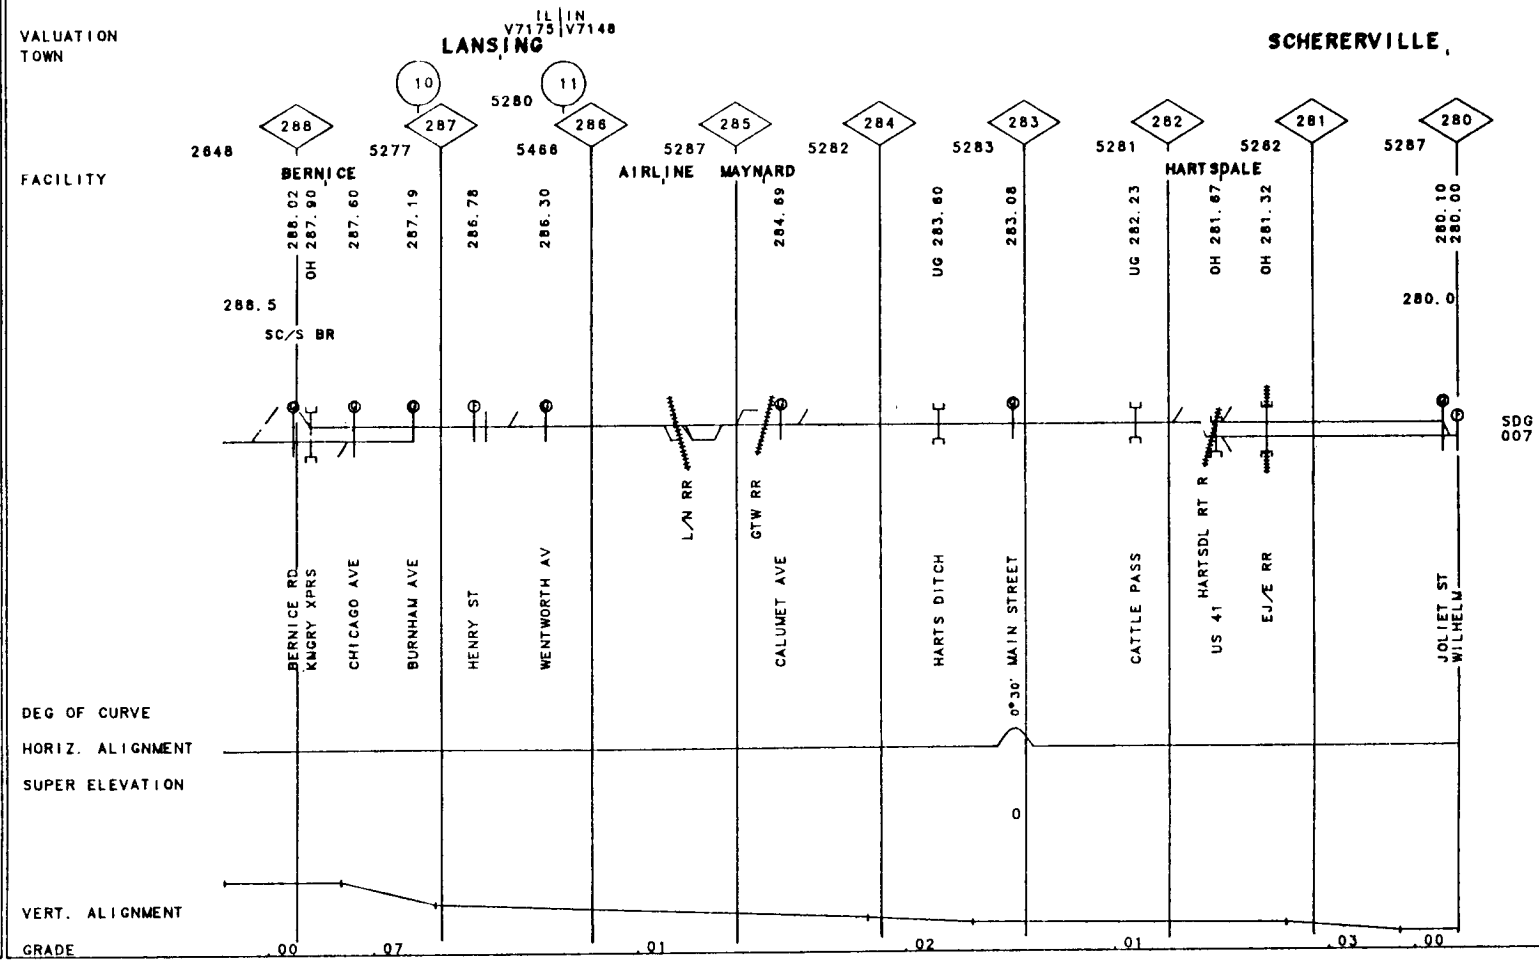 IL IN
VALUATION V7175 V7148
TOWN LANSING SCHERERVILLE
10 11
5280
288 287 286 285 284 283 282 281 280
2648 5277 5466 5287 5282 5283 5281 5262 5287
FACILITY BERNICE AIRLINE MAYNARD HARTSDALE
288.02
OH 287.90
287.60
287.19
286.78
286.30
284.69
UG 283.60
283.08
UG 282.23
OH 281.67
OH 281.32
280.10
280.00
288.5 280.0
SC/S BR
SDG
007
L/N RR
GTW RR
HARTSDL RT R
BERNICE RD
KNGRY XPRS
CHICAGO AVE
BURNHAM AVE
HENRY ST
WENTWORTH AV
CALUMET AVE
HARTS DITCH
0°30' MAIN STREET
CATTLE PASS
US 41
EJ/E RR
JOLIET ST
WILHELM
DEG OF CURVE
HORIZ. ALIGNMENT
SUPER ELEVATION
0
VERT. ALIGNMENT
GRADE .00 .07 .01 .02 .01 .03 .00